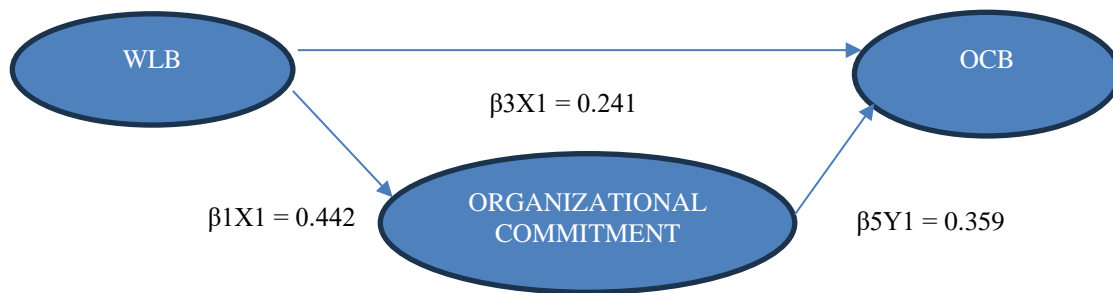 WLB
OCB
β3X1 = 0.241
ORGANIZATIONAL
COMMITMENT
β1X1 = 0.442
β5Y1 = 0.359